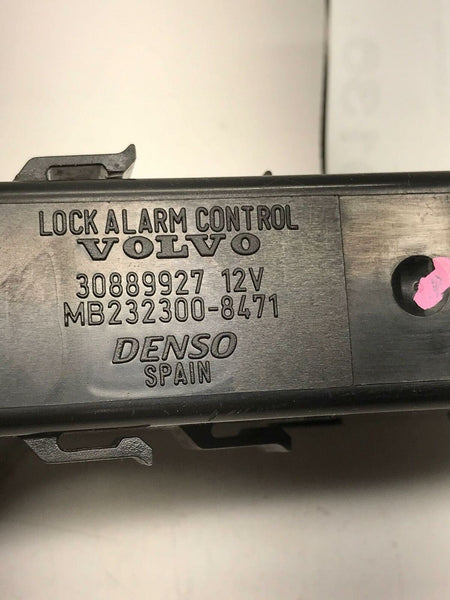 LOCK ALARM CONTROL
VOLVO
30889927 12V
MB232300-8471
DENSO
SPAIN